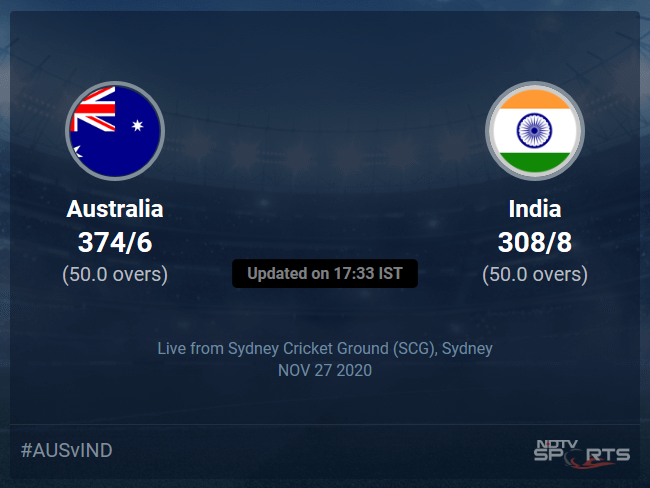 Australia
374/6
(50.0 overs)
India
308/8
(50.0 overs)
Updated on 17:33 IST
Live from Sydney Cricket Ground (SCG), Sydney
NOV 27 2020
#AUSvIND
NDTV
SPORTS